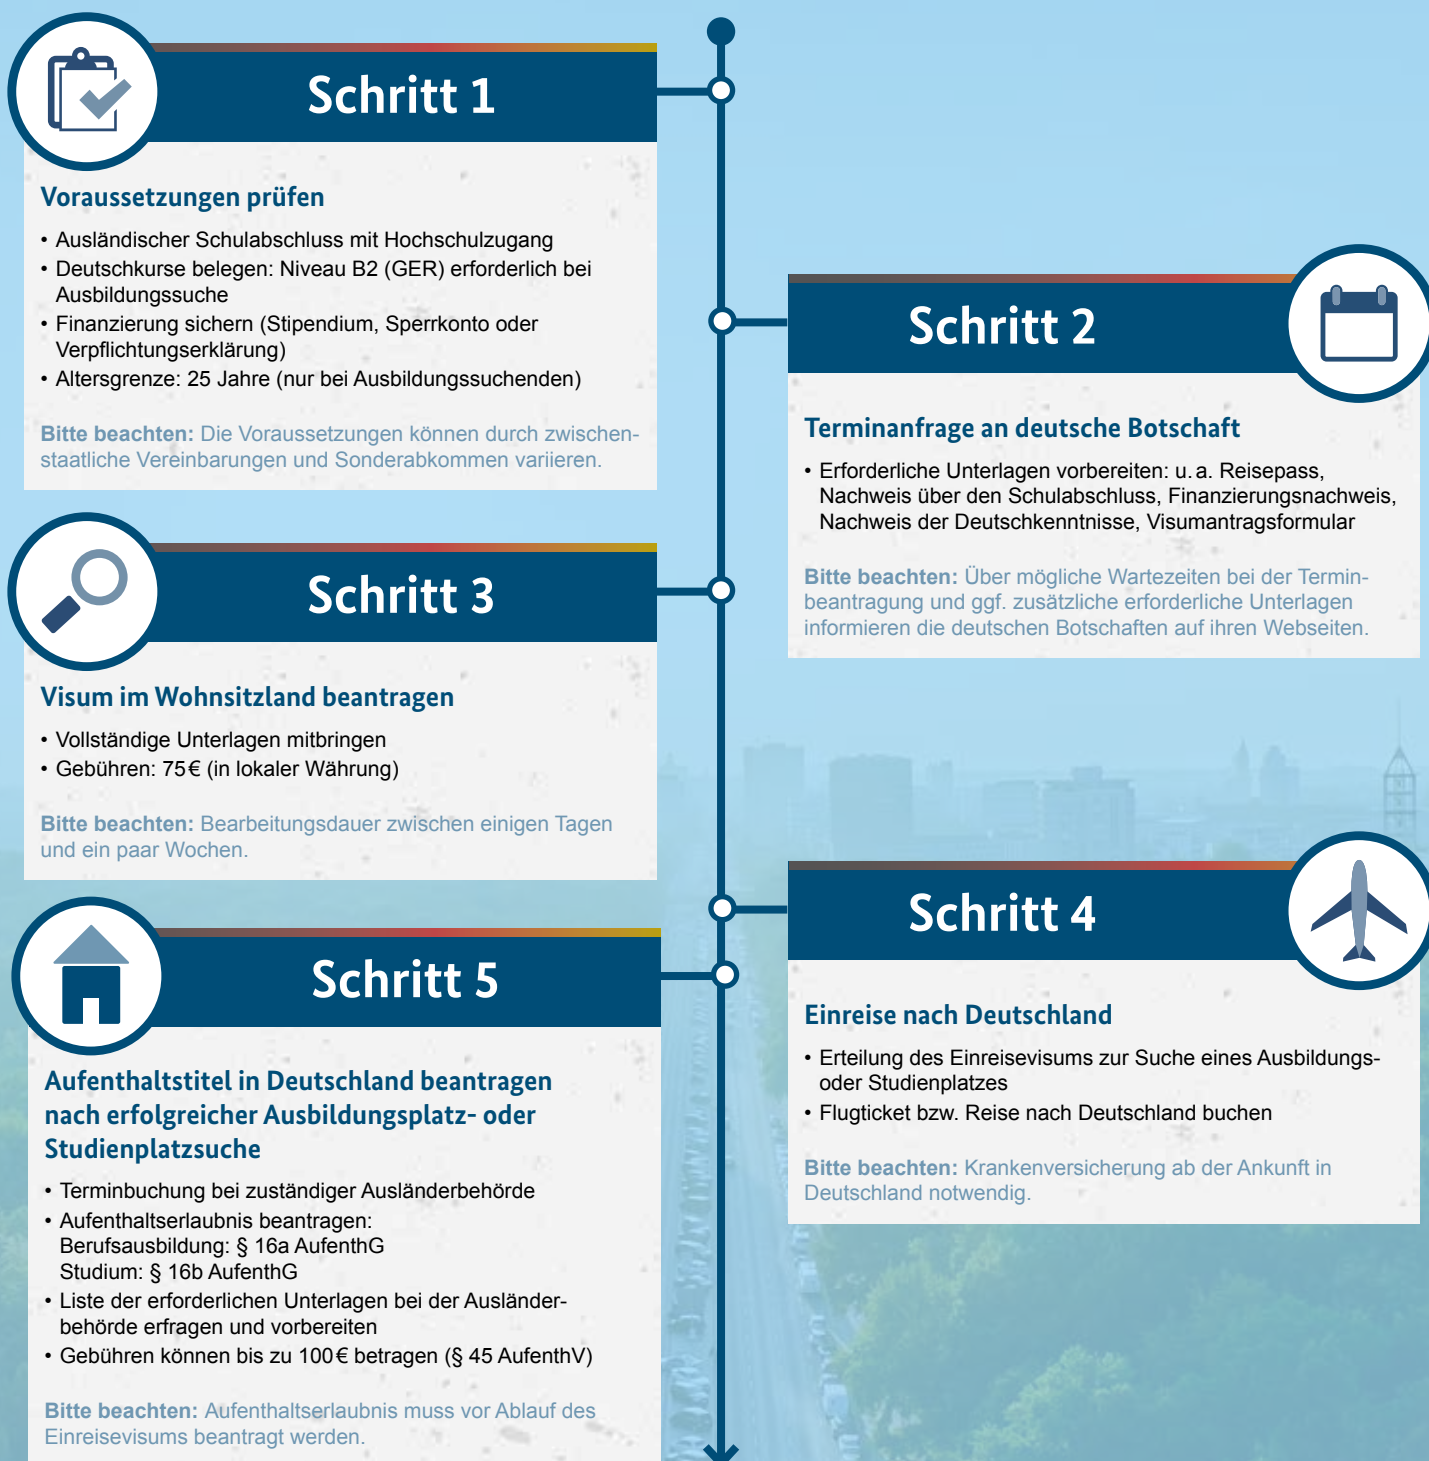 Schritt 1
Voraussetzungen prüfen
• Ausländischer Schulabschluss mit Hochschulzugang
• Deutschkurse belegen: Niveau B2 (GER) erforderlich bei
Ausbildungssuche
• Finanzierung sichern (Stipendium, Sperrkonto oder
Verpflichtungserklärung)
• Altersgrenze: 25 Jahre (nur bei Ausbildungssuchenden)
Bitte beachten: Die Voraussetzungen können durch zwischen-
staatliche Vereinbarungen und Sonderabkommen variieren.
Schritt 2
Terminanfrage an deutsche Botschaft
• Erforderliche Unterlagen vorbereiten: u. a. Reisepass,
Nachweis über den Schulabschluss, Finanzierungsnachweis,
Nachweis der Deutschkenntnisse, Visumantragsformular
Bitte beachten: Über mögliche Wartezeiten bei der Termin-
beantragung und ggf. zusätzliche erforderliche Unterlagen
informieren die deutschen Botschaften auf ihren Webseiten.
Schritt 3
Visum im Wohnsitzland beantragen
• Vollständige Unterlagen mitbringen
• Gebühren: 75 € (in lokaler Währung)
Bitte beachten: Bearbeitungsdauer zwischen einigen Tagen
und ein paar Wochen.
Schritt 4
Einreise nach Deutschland
• Erteilung des Einreisevisums zur Suche eines Ausbildungs-
oder Studienplatzes
• Flugticket bzw. Reise nach Deutschland buchen
Bitte beachten: Krankenversicherung ab der Ankunft in
Deutschland notwendig.
Schritt 5
Aufenthaltstitel in Deutschland beantragen
nach erfolgreicher Ausbildungsplatz- oder
Studienplatzsuche
• Terminbuchung bei zuständiger Ausländerbehörde
• Aufenthaltserlaubnis beantragen:
Berufsausbildung: § 16a AufenthG
Studium: § 16b AufenthG
• Liste der erforderlichen Unterlagen bei der Ausländer-
behörde erfragen und vorbereiten
• Gebühren können bis zu 100 € betragen (§ 45 AufenthV)
Bitte beachten: Aufenthaltserlaubnis muss vor Ablauf des
Einreisevisums beantragt werden.